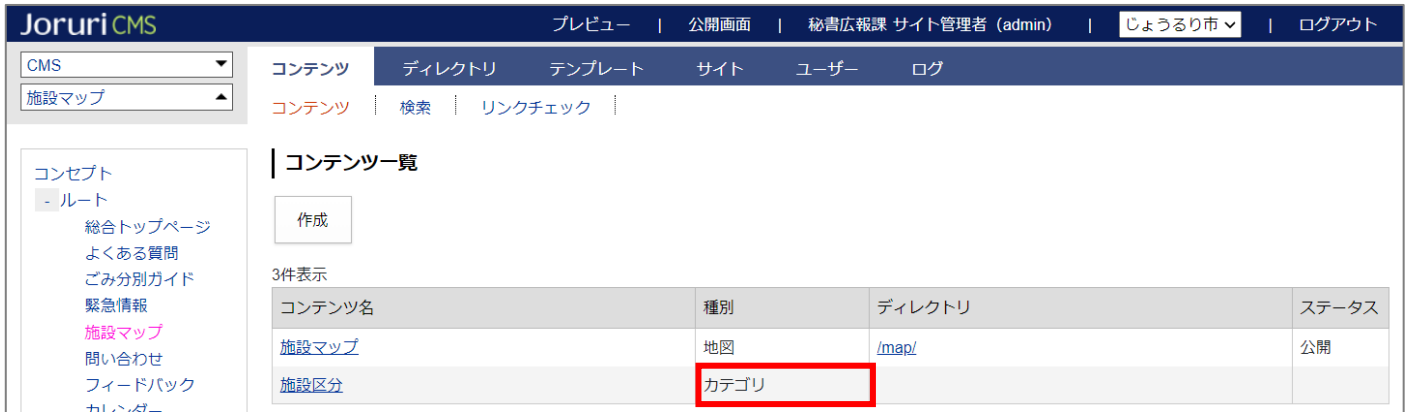 Joruri CMS プレビュー | 公開画面 | 秘書広報課 サイト管理者（admin） | じょうるり市 | ログアウト
CMS
施設マップ
コンテンツ ディレクトリ テンプレート サイト ユーザー ログ
コンテンツ 検索 リンクチェック
コンセプト
- ルート
総合トップページ
よくある質問
ごみ分別ガイド
緊急情報
施設マップ
問い合わせ
フィードバック
カレンダー
コンテンツ一覧
作成
3件表示
コンテンツ名 種別 ディレクトリ ステータス
施設マップ 地図 /map/ 公開
施設区分 カテゴリ